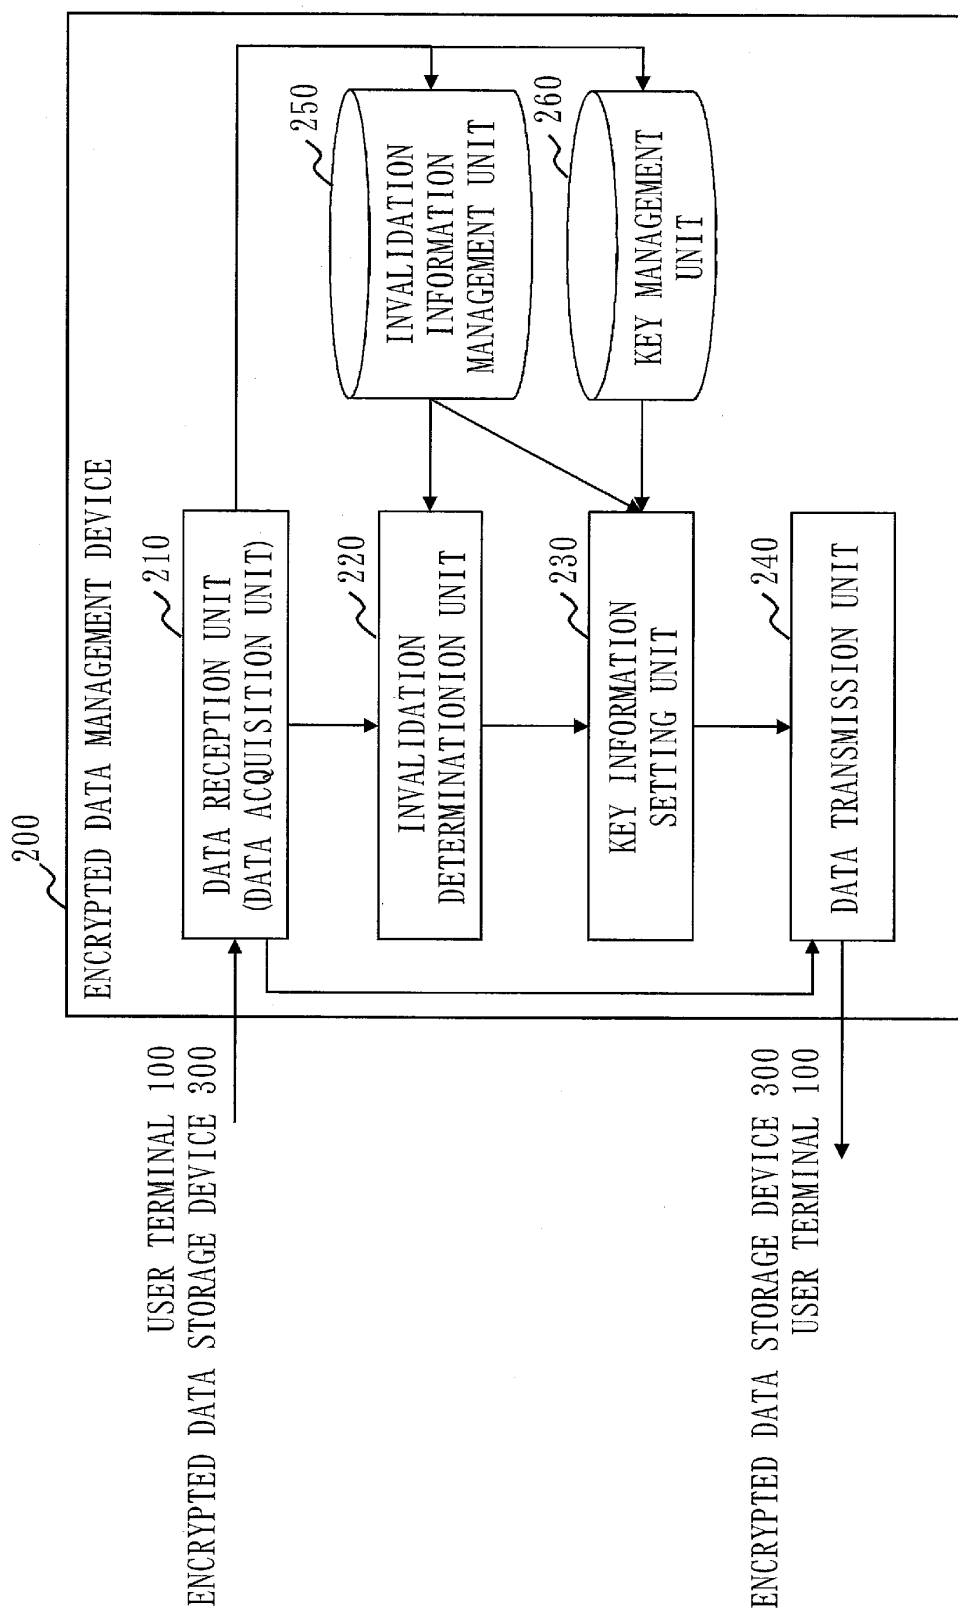 200
ENCRYPTED DATA MANAGEMENT DEVICE
USER TERMINAL 100
ENCRYPTED DATA STORAGE DEVICE 300
210
DATA RECEPTION UNIT
(DATA ACQUISITION UNIT)
220
INVALIDATION
DETERMINATIONION UNIT
230
KEY INFORMATION
SETTING UNIT
240
DATA TRANSMISSION UNIT
250
INVALIDATION
INFORMATION
MANAGEMENT UNIT
260
KEY MANAGEMENT
UNIT
ENCRYPTED DATA STORAGE DEVICE 300
USER TERMINAL 100